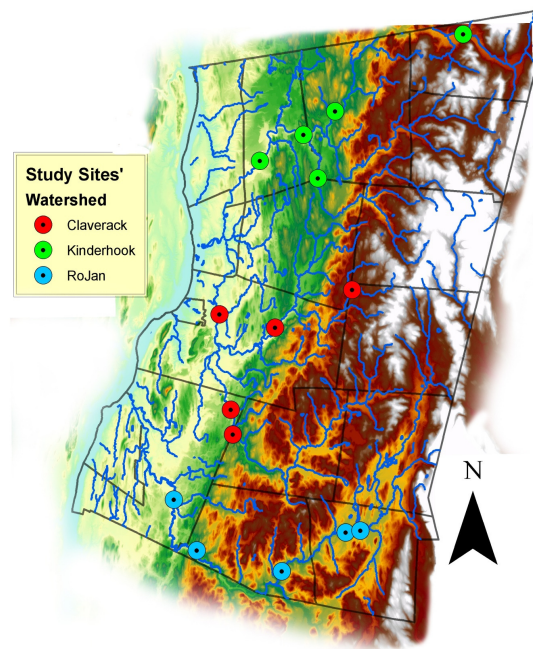 Study Sites'
Watershed
Claverack
Kinderhook
RoJan
N